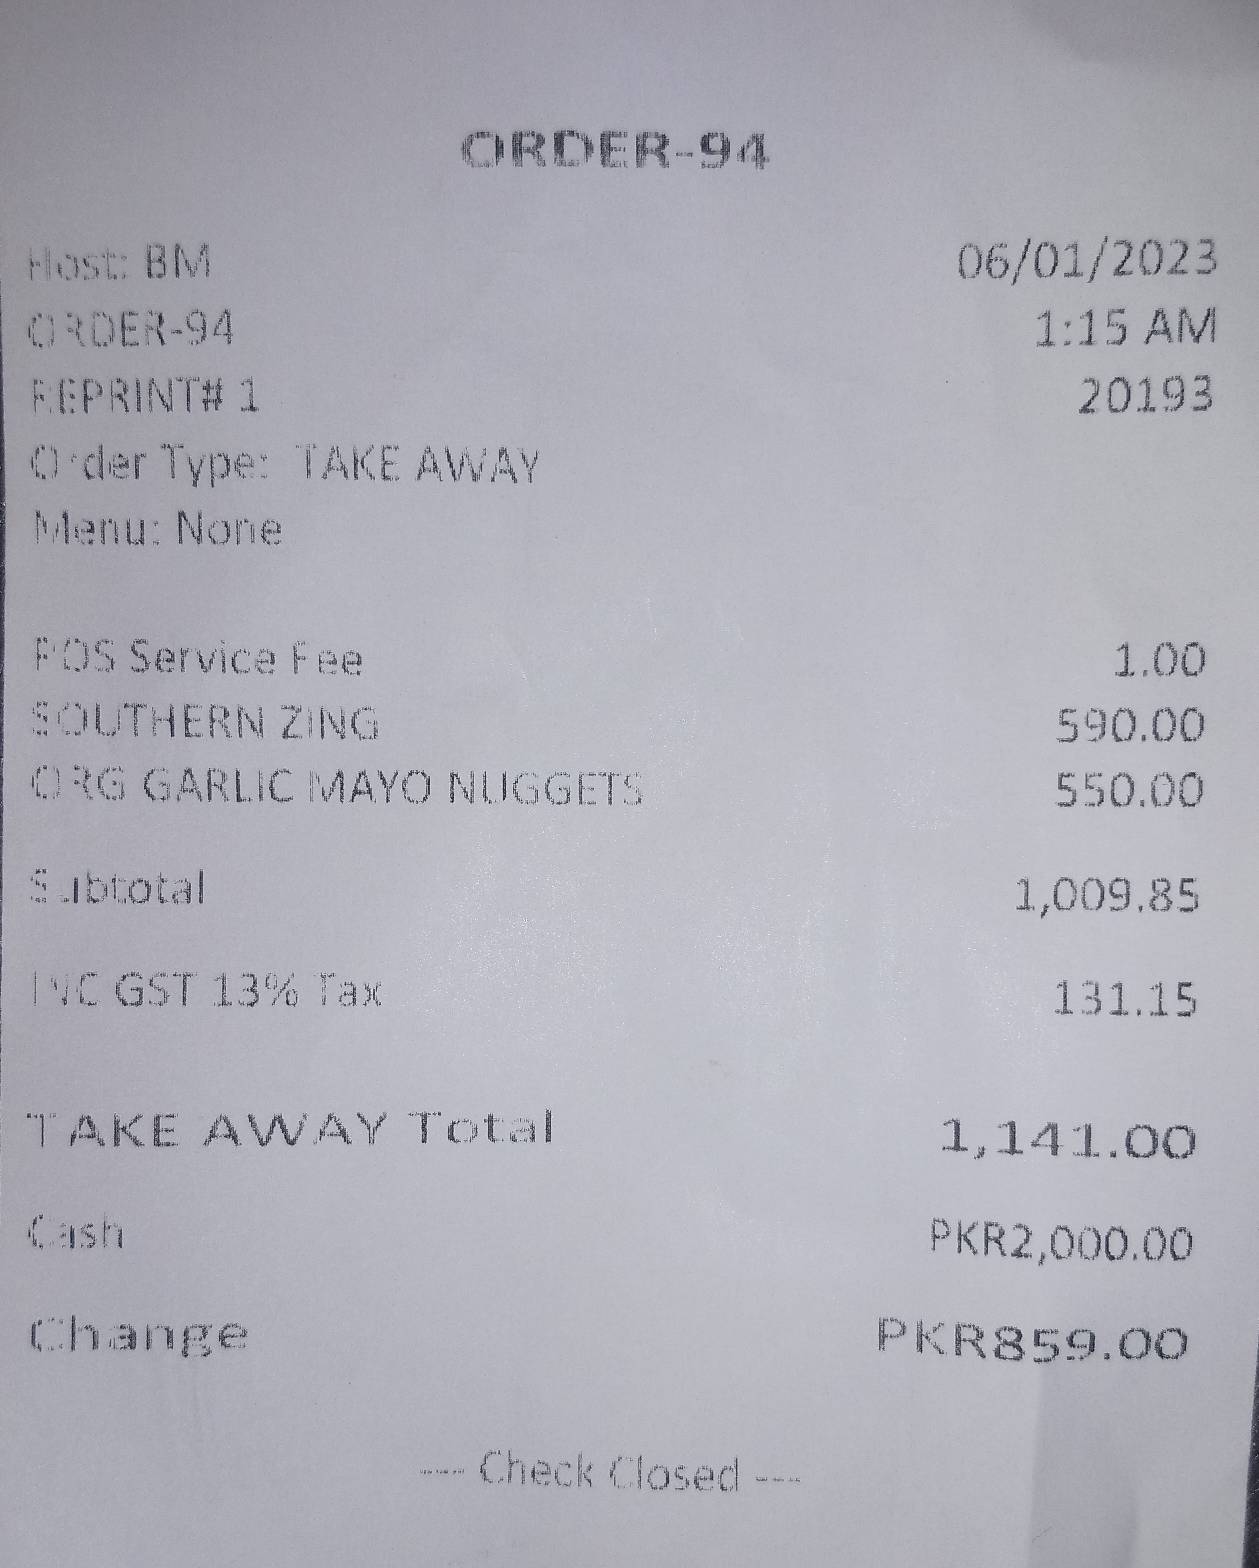 ORDER-94
Host: BM 06/01/2023
ORDER-94 1:15 AM
REPRINT# 1 20193
Order Type: TAKE AWAY
Menu: None
POS Service Fee 1.00
SOUTHERN ZING 590.00
ORG GARLIC MAYO NUGGETS 550.00
Subtotal 1,009.85
INC GST 13% Tax 131.15
TAKE AWAY Total 1,141.00
Cash PKR2,000.00
Change PKR859.00
--- Check Closed ---